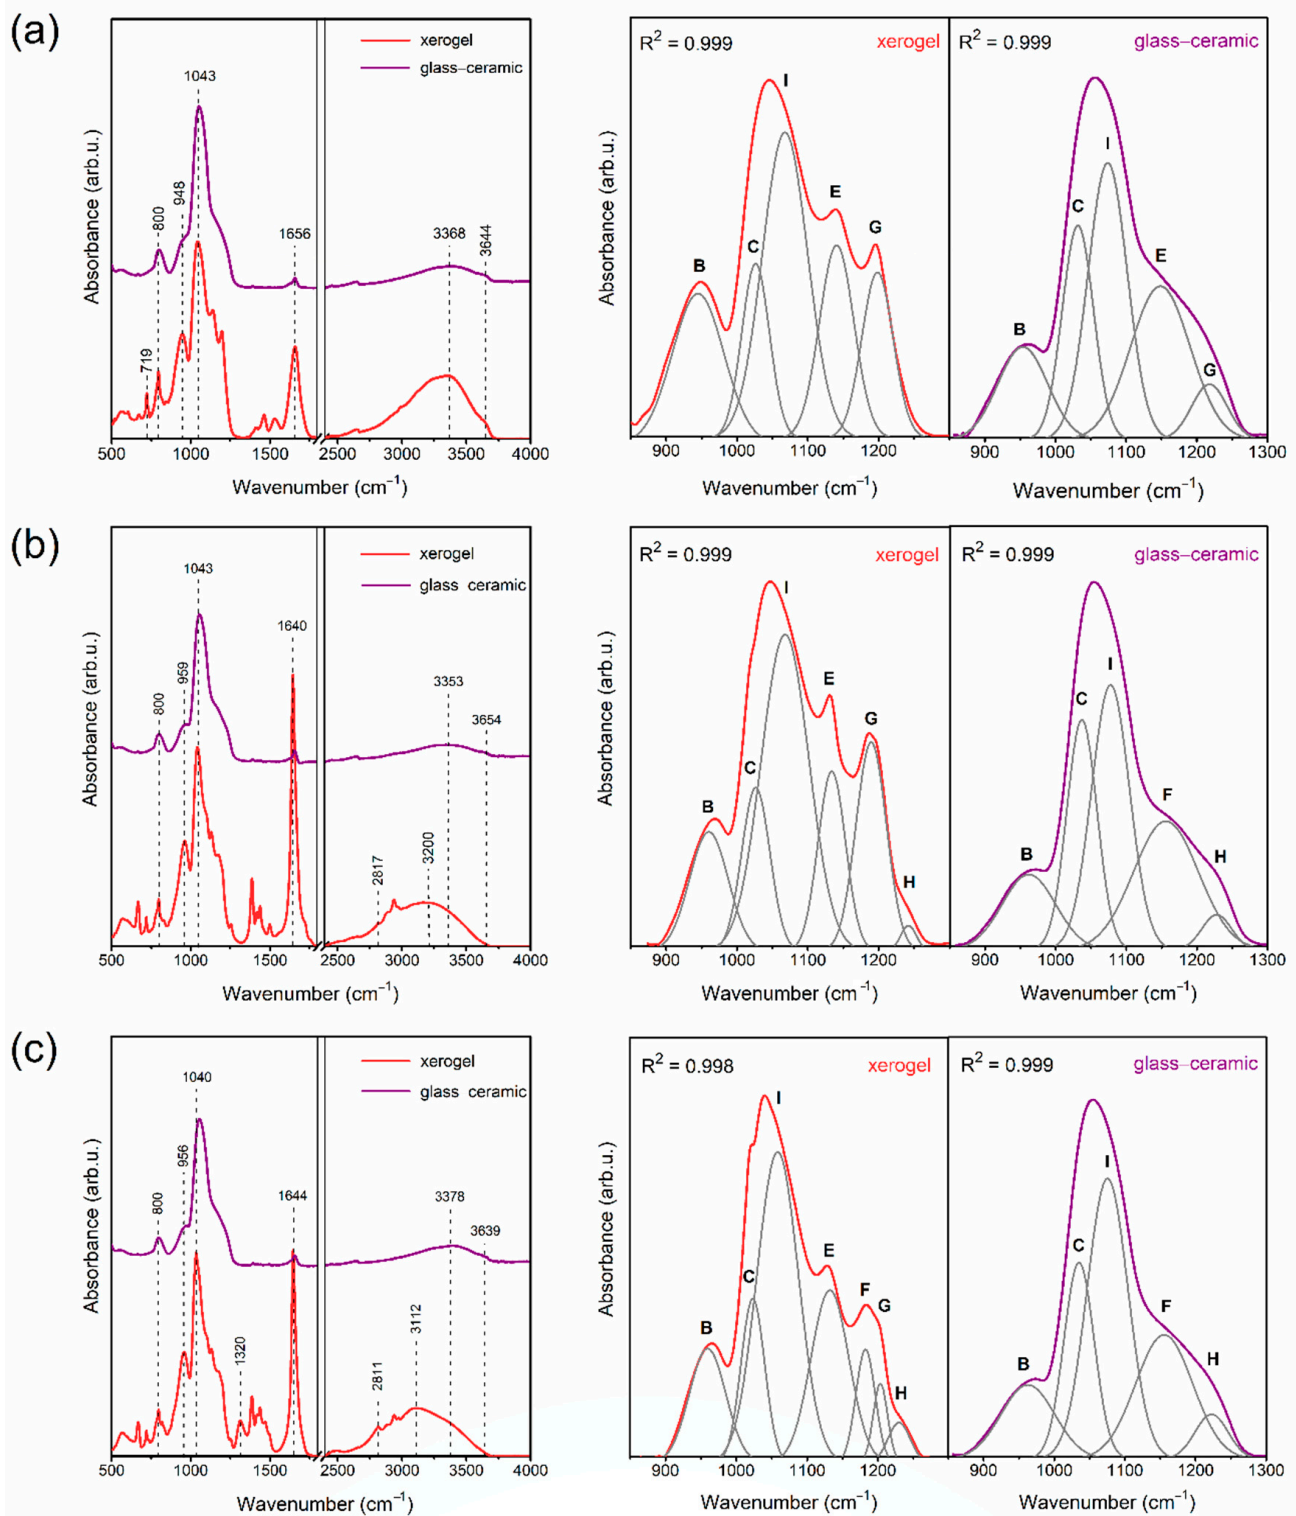 (a)
xerogel
glass–ceramic
1043
948
800
719
1656
3368
3644
Absorbance (arb.u.)
500 1000 1500 2500 3000 3500 4000
Wavenumber (cm⁻¹)
R² = 0.999
xerogel
B
C
I
E
G
Absorbance (arb.u.)
900 1000 1100 1200
Wavenumber (cm⁻¹)
R² = 0.999
glass–ceramic
B
C
I
E
G
900 1000 1100 1200 1300
Wavenumber (cm⁻¹)
(b)
xerogel
glass ceramic
1043
959
800
1640
3353
3654
2817
3200
Absorbance (arb.u.)
500 1000 1500 2500 3000 3500 4000
Wavenumber (cm⁻¹)
R² = 0.999
xerogel
B
C
I
E
G
H
Absorbance (arb.u.)
900 1000 1100 1200
Wavenumber (cm⁻¹)
R² = 0.999
glass–ceramic
B
C
I
F
H
900 1000 1100 1200 1300
Wavenumber (cm⁻¹)
(c)
xerogel
glass ceramic
1040
956
800
1320
1644
3378
3639
2811
3112
Absorbance (arb.u.)
500 1000 1500 2500 3000 3500 4000
Wavenumber (cm⁻¹)
R² = 0.998
xerogel
B
C
I
E
F
G
H
Absorbance (arb.u.)
900 1000 1100 1200
Wavenumber (cm⁻¹)
R² = 0.999
glass–ceramic
B
C
I
F
H
900 1000 1100 1200 1300
Wavenumber (cm⁻¹)